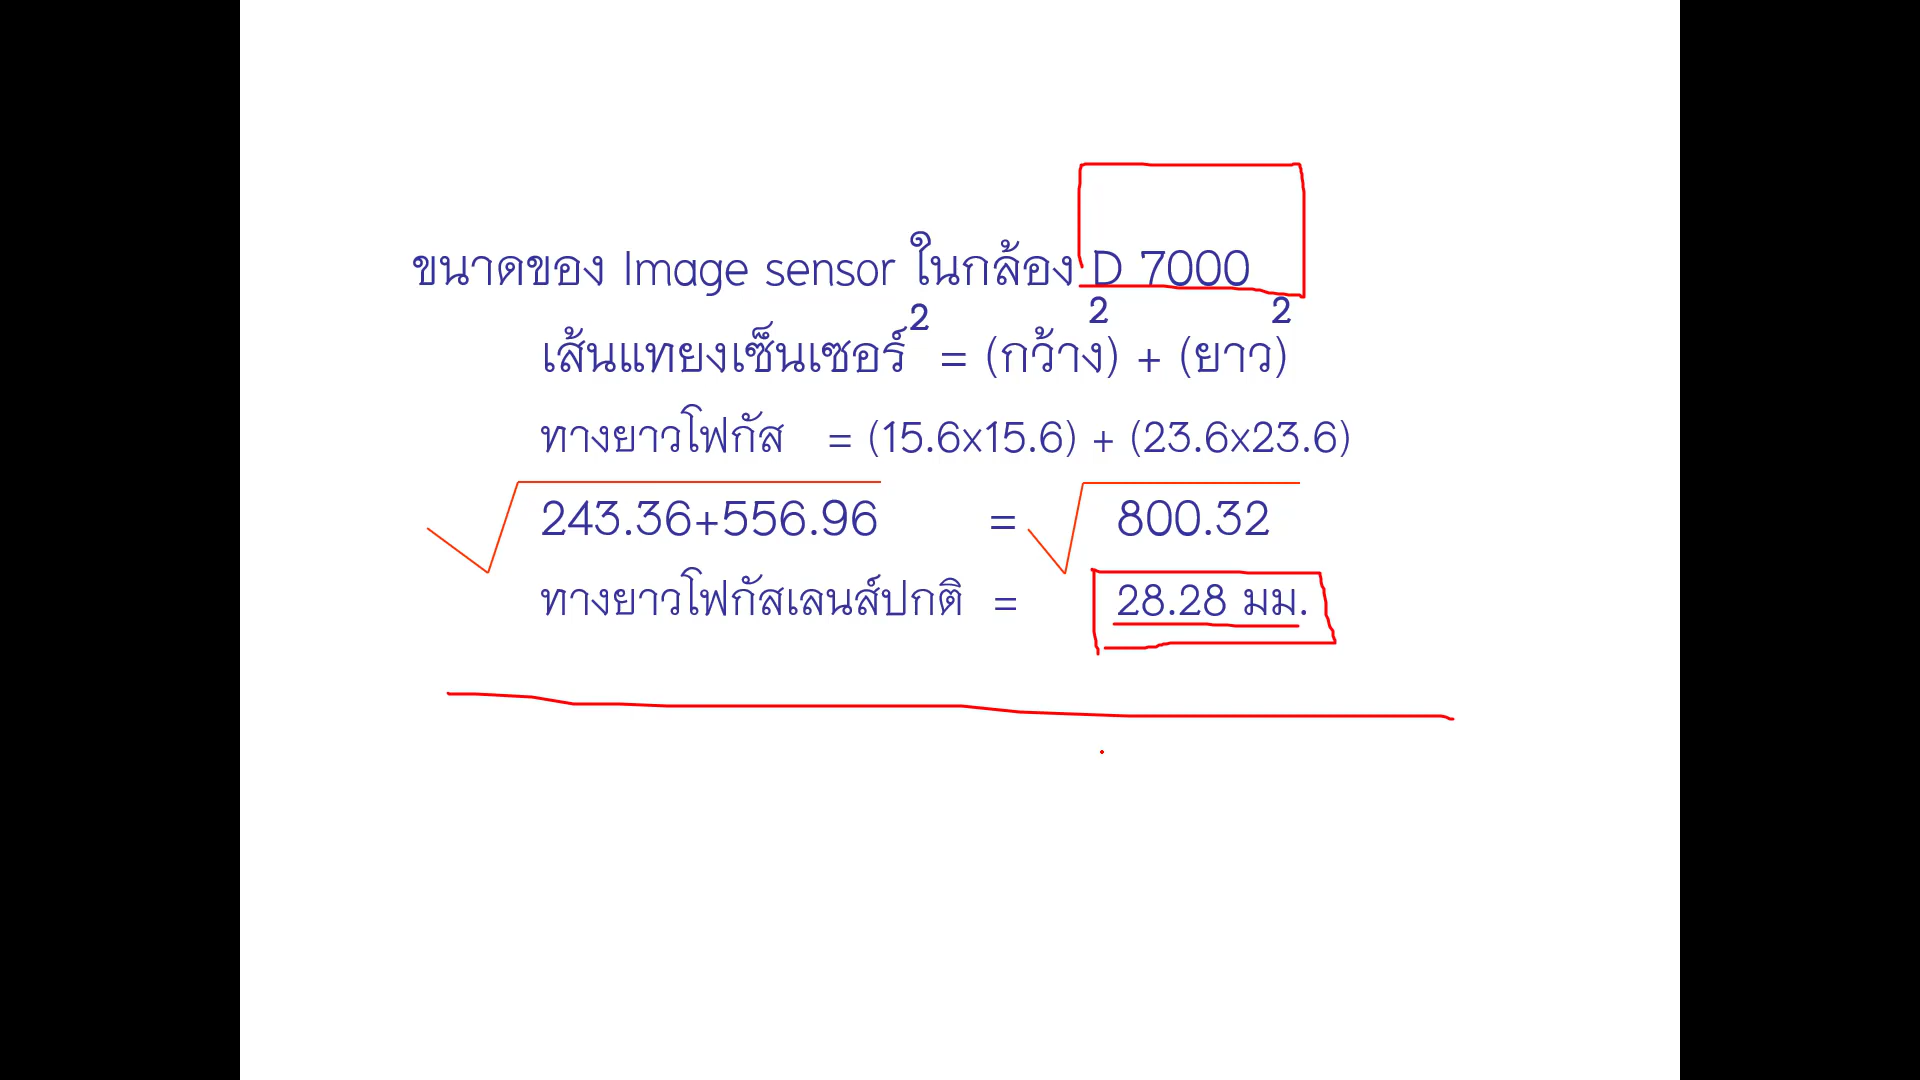 ขนาดของ Image sensor ในกล้อง D 7000
เส้นแทยงเซ็นเซอร์² = (กว้าง)² + (ยาว)²
ทางยาวโฟกัส = (15.6x15.6) + (23.6x23.6)
√243.36+556.96 = √800.32
ทางยาวโฟกัสเลนส์ปกติ = 28.28 มม.